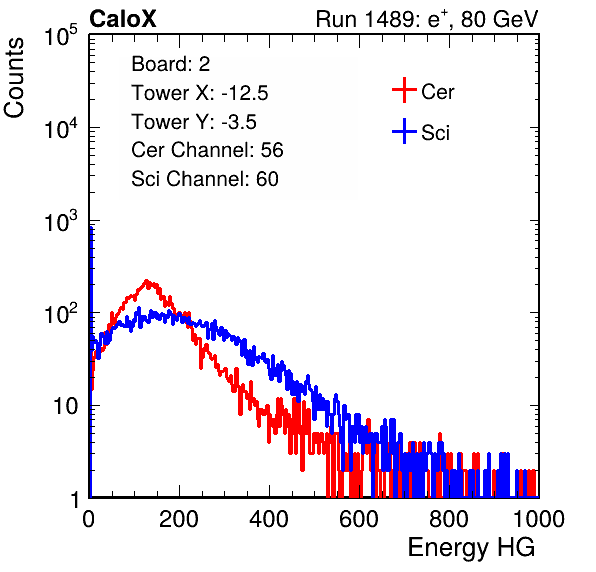 CaloX Run 1489: e⁺, 80 GeV
Counts
10⁵
10⁴
10³
10²
10
1
Board: 2
Tower X: -12.5
Tower Y: -3.5
Cer Channel: 56
Sci Channel: 60
Cer
Sci
0 200 400 600 800 1000
Energy HG